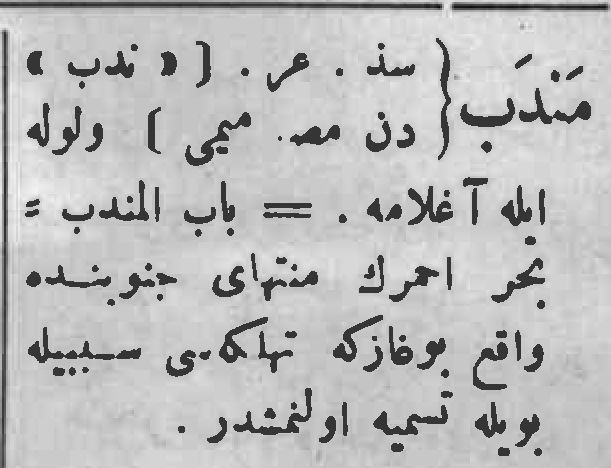 مَنْدَب { سذ . عر . [ « ندب »
دن مصـ . ميمى ] ولوله
ايله آغلامه . = باب المندب =
بحر احمرك منتهاى جنوبنده
واقع بوغازكه تهلكه‌سى سببيله
بويله تسميه اولنمشدر .